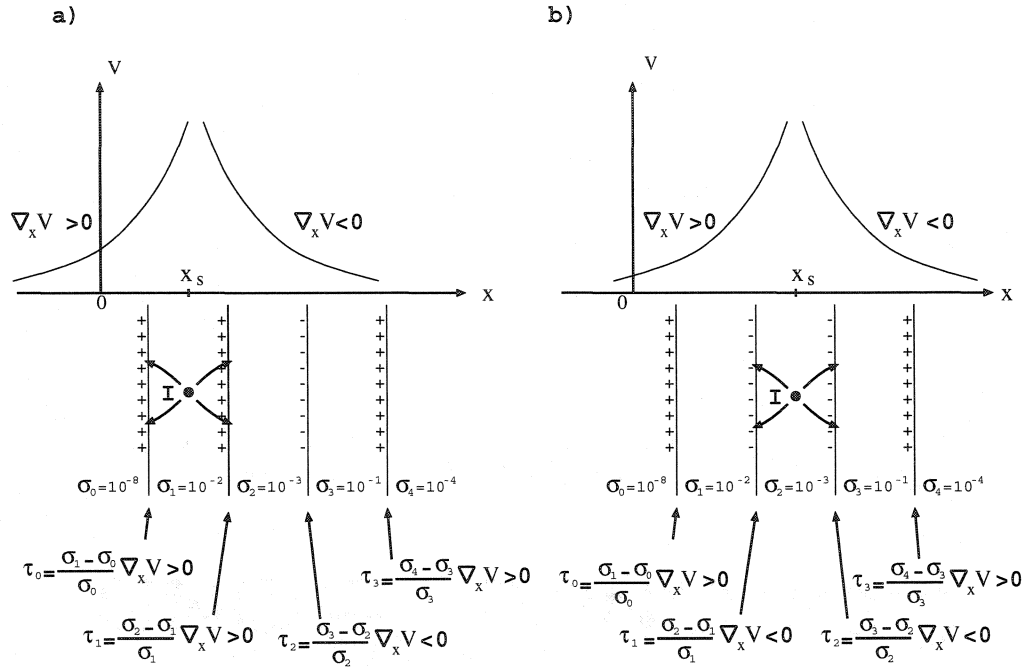 a)
V
∇ₓV >0
∇ₓV<0
xₛ
0
x
+ + - +
+ + - +
+ + - +
+ + - +
+ + - +
+ + - +
+ + - +
+ + - +
+ + - +
I
σ₀=10⁻⁸ σ₁=10⁻² σ₂=10⁻³ σ₃=10⁻¹ σ₄=10⁻⁴
τ₀=(σ₁-σ₀)/σ₀ ∇ₓV>0
τ₃=(σ₄-σ₃)/σ₃ ∇ₓV>0
τ₁=(σ₂-σ₁)/σ₁ ∇ₓV>0
τ₂=(σ₃-σ₂)/σ₂ ∇ₓV<0
b)
V
∇ₓV>0
∇ₓV<0
xₛ
0
x
+ - - +
+ - - +
+ - - +
+ - - +
+ - - +
+ - - +
+ - - +
+ - - +
+ - - +
I
σ₀=10⁻⁸ σ₁=10⁻² σ₂=10⁻³ σ₃=10⁻¹ σ₄=10⁻⁴
τ₀=(σ₁-σ₀)/σ₀ ∇ₓV>0
τ₃=(σ₄-σ₃)/σ₃ ∇ₓV>0
τ₁=(σ₂-σ₁)/σ₁ ∇ₓV<0
τ₂=(σ₃-σ₂)/σ₂ ∇ₓV<0